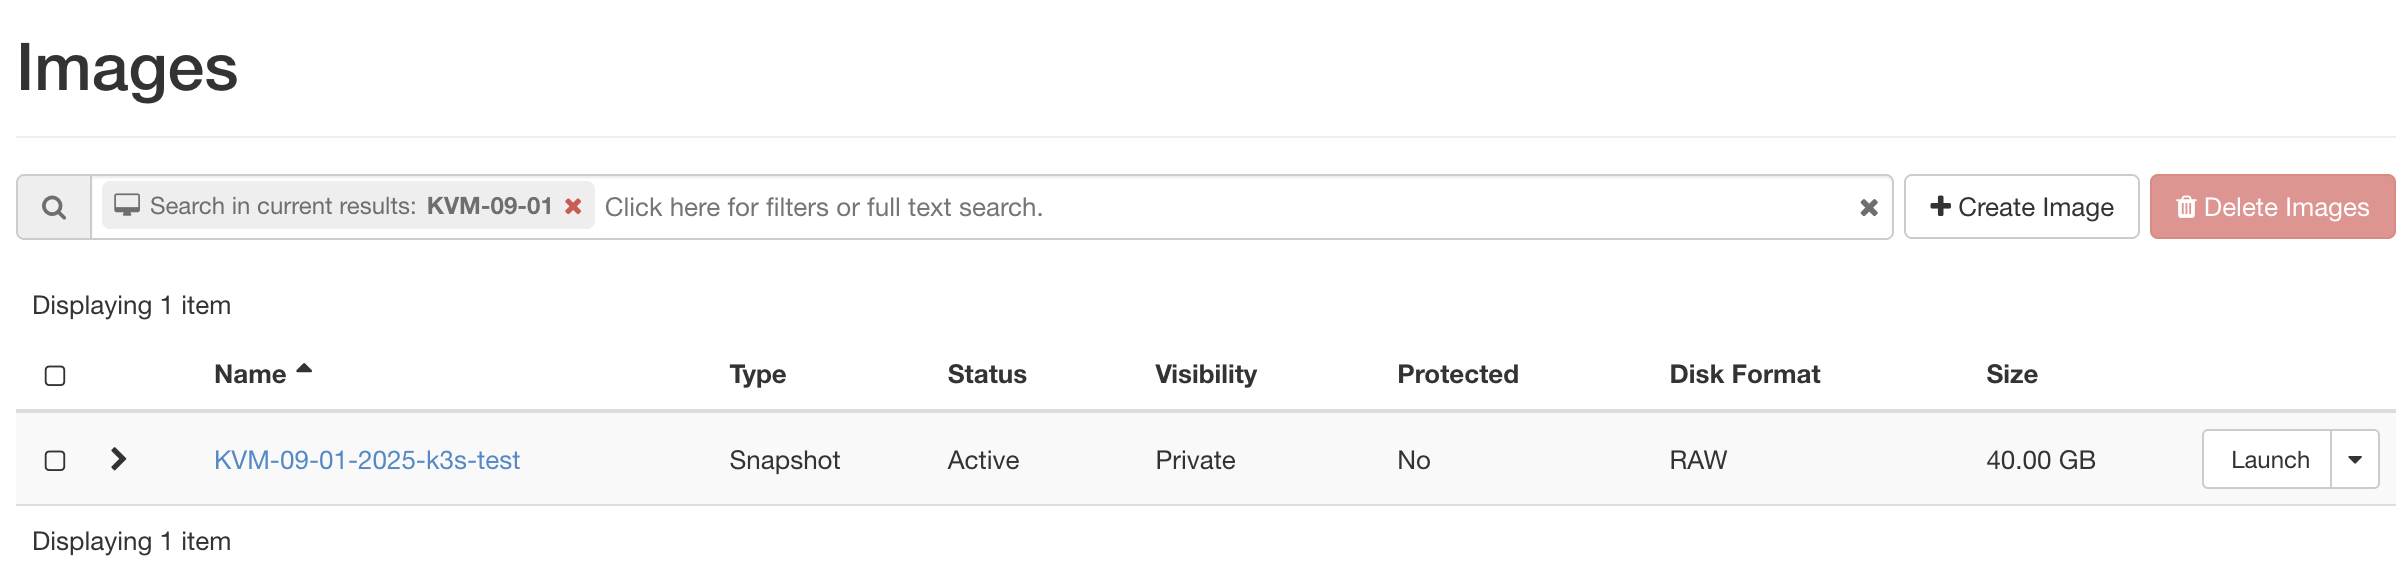 Images
Search in current results: KVM-09-01 Click here for filters or full text search. Create Image Delete Images
Displaying 1 item
Name Type Status Visibility Protected Disk Format Size
KVM-09-01-2025-k3s-test Snapshot Active Private No RAW 40.00 GB Launch
Displaying 1 item